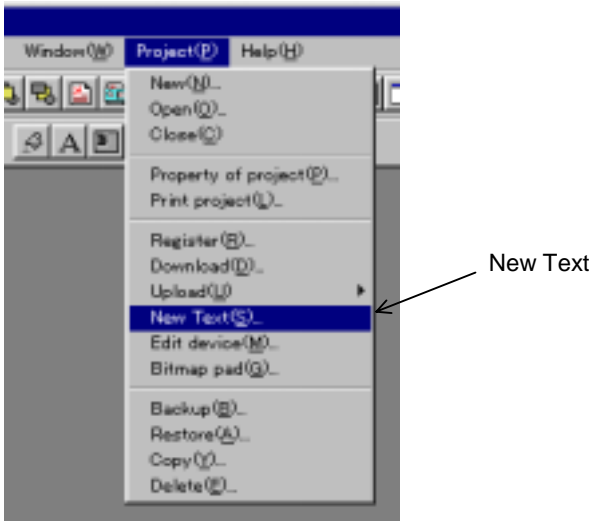 Window(W) Project(P) Help(H)
New(N)...
Open(O)...
Close(C)
A
Property of project(P)...
Print project(L)...
Register(R)...
Download(D)...
Upload(U)
New Text(S)...
Edit device(M)...
Bitmap pad(G)...
Backup(B)...
Restore(A)...
Copy(Y)...
Delete(E)...
New Text